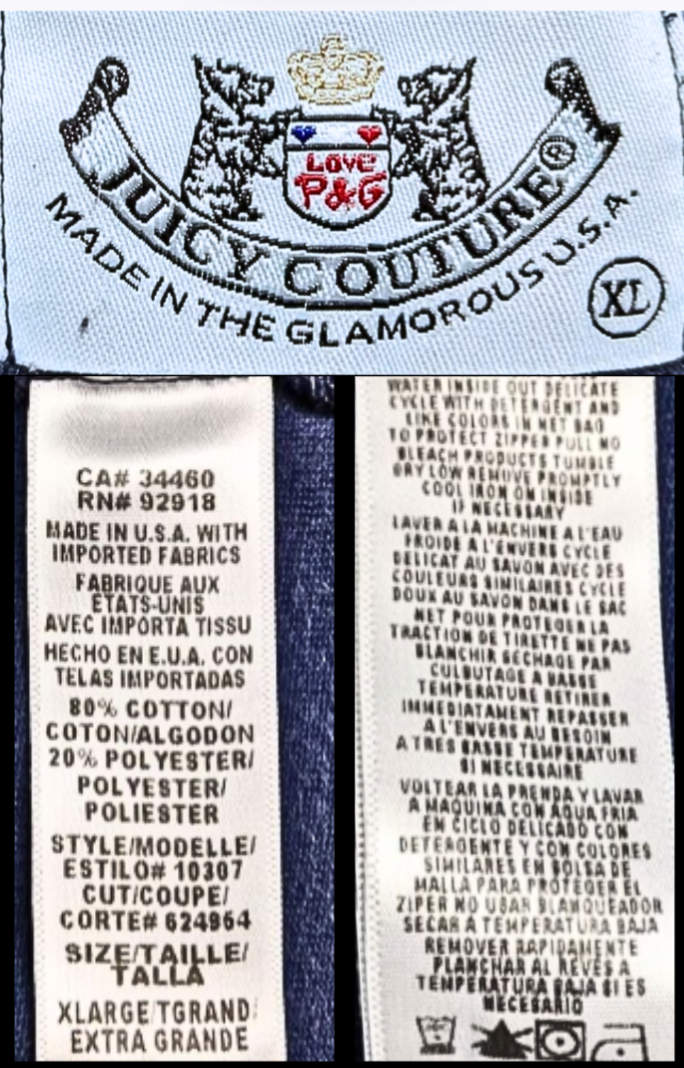 LOVE
P&G
JUICY COUTURE®
MADE IN THE GLAMOROUS U.S.A.
XL
CA# 34460
RN# 92918
MADE IN U.S.A. WITH
IMPORTED FABRICS
FABRIQUE AUX
ETATS-UNIS
AVEC IMPORTA TISSU
HECHO EN E.U.A. CON
TELAS IMPORTADAS
80% COTTON/
COTON/ALGODON
20% POLYESTER/
POLYESTER/
POLIESTER
STYLE/MODELLE/
ESTILO# 10307
CUT/COUPE/
CORTE# 624964
SIZE/TAILLE/
TALLA
XLARGE/TGRAND/
EXTRA GRANDE
WATER INSIDE OUT DELICATE
CYCLE WITH DETERGENT AND
LIKE COLORS IN NET BAG
TO PROTECT ZIPPER PULL NO
BLEACH PRODUCTS TUMBLE
DRY LOW REMOVE PROMPTLY
COOL IRON ON INSIDE
IF NECESSARY
LAVER A LA MACHINE A L'EAU
FROIDE A L'ENVERS CYCLE
DELICAT AU SAVON AVEC DES
COULEURS SIMILAIRES CYCLE
DOUX AU SAVON DANS LE SAC
NET POUR PROTEGER LA
TRACTION DE TIRETTE NE PAS
BLANCHIR SECHAGE PAR
CULBUTAGE A BASSE
TEMPERATURE RETIRER
IMMEDIATAMENT REPASSER
A L'ENVERS AU BESOIN
A TRES BASSE TEMPERATURE
SI NECESSAIRE
VOLTEAR LA PRENDA Y LAVAR
A MAQUINA CON AGUA FRIA
EN CICLO DELICADO CON
DETERGENTE Y CON COLORES
SIMILARES EN BOLSA DE
MALLA PARA PROTEGER EL
ZIPER NO USAR BLANQUEADOR
SECAR A TEMPERATURA BAJA
REMOVER RAPIDAMENTE
PLANCHAR AL REVES A
TEMPERATURA BAJA SI ES
NECESARIO